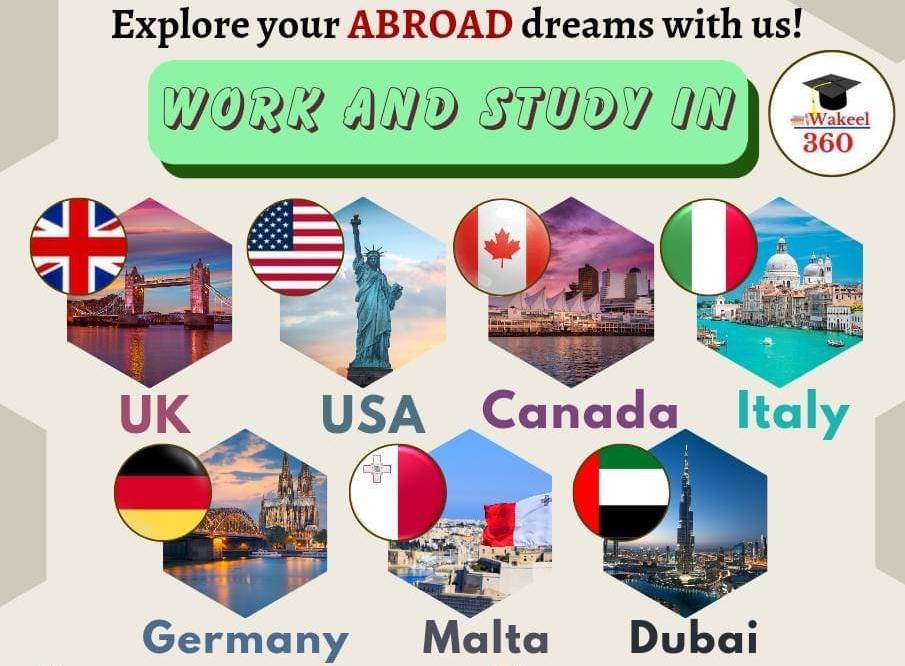 Explore your ABROAD dreams with us!
WORK AND STUDY IN
Wakeel
360
UK
USA
Canada
Italy
Germany
Malta
Dubai